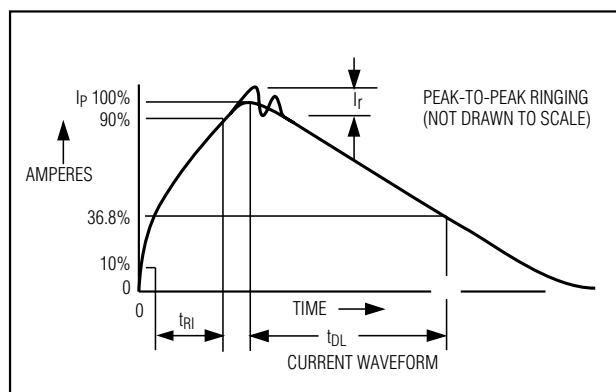 IP 100%
90%
AMPERES
36.8%
10%
0
0
tRI
TIME
tDL
CURRENT WAVEFORM
Ir
PEAK-TO-PEAK RINGING
(NOT DRAWN TO SCALE)